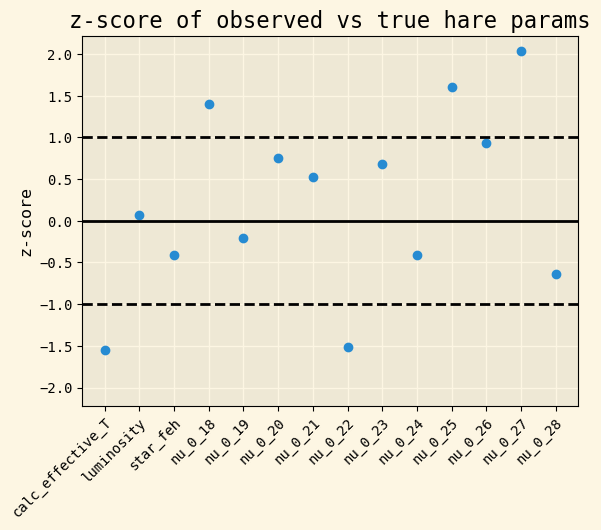 z-score of observed vs true hare params
z-score
2.0
1.5
1.0
0.5
0.0
−0.5
−1.0
−1.5
−2.0
calc_effective_T
luminosity
star_feh
nu_0_18
nu_0_19
nu_0_20
nu_0_21
nu_0_22
nu_0_23
nu_0_24
nu_0_25
nu_0_26
nu_0_27
nu_0_28